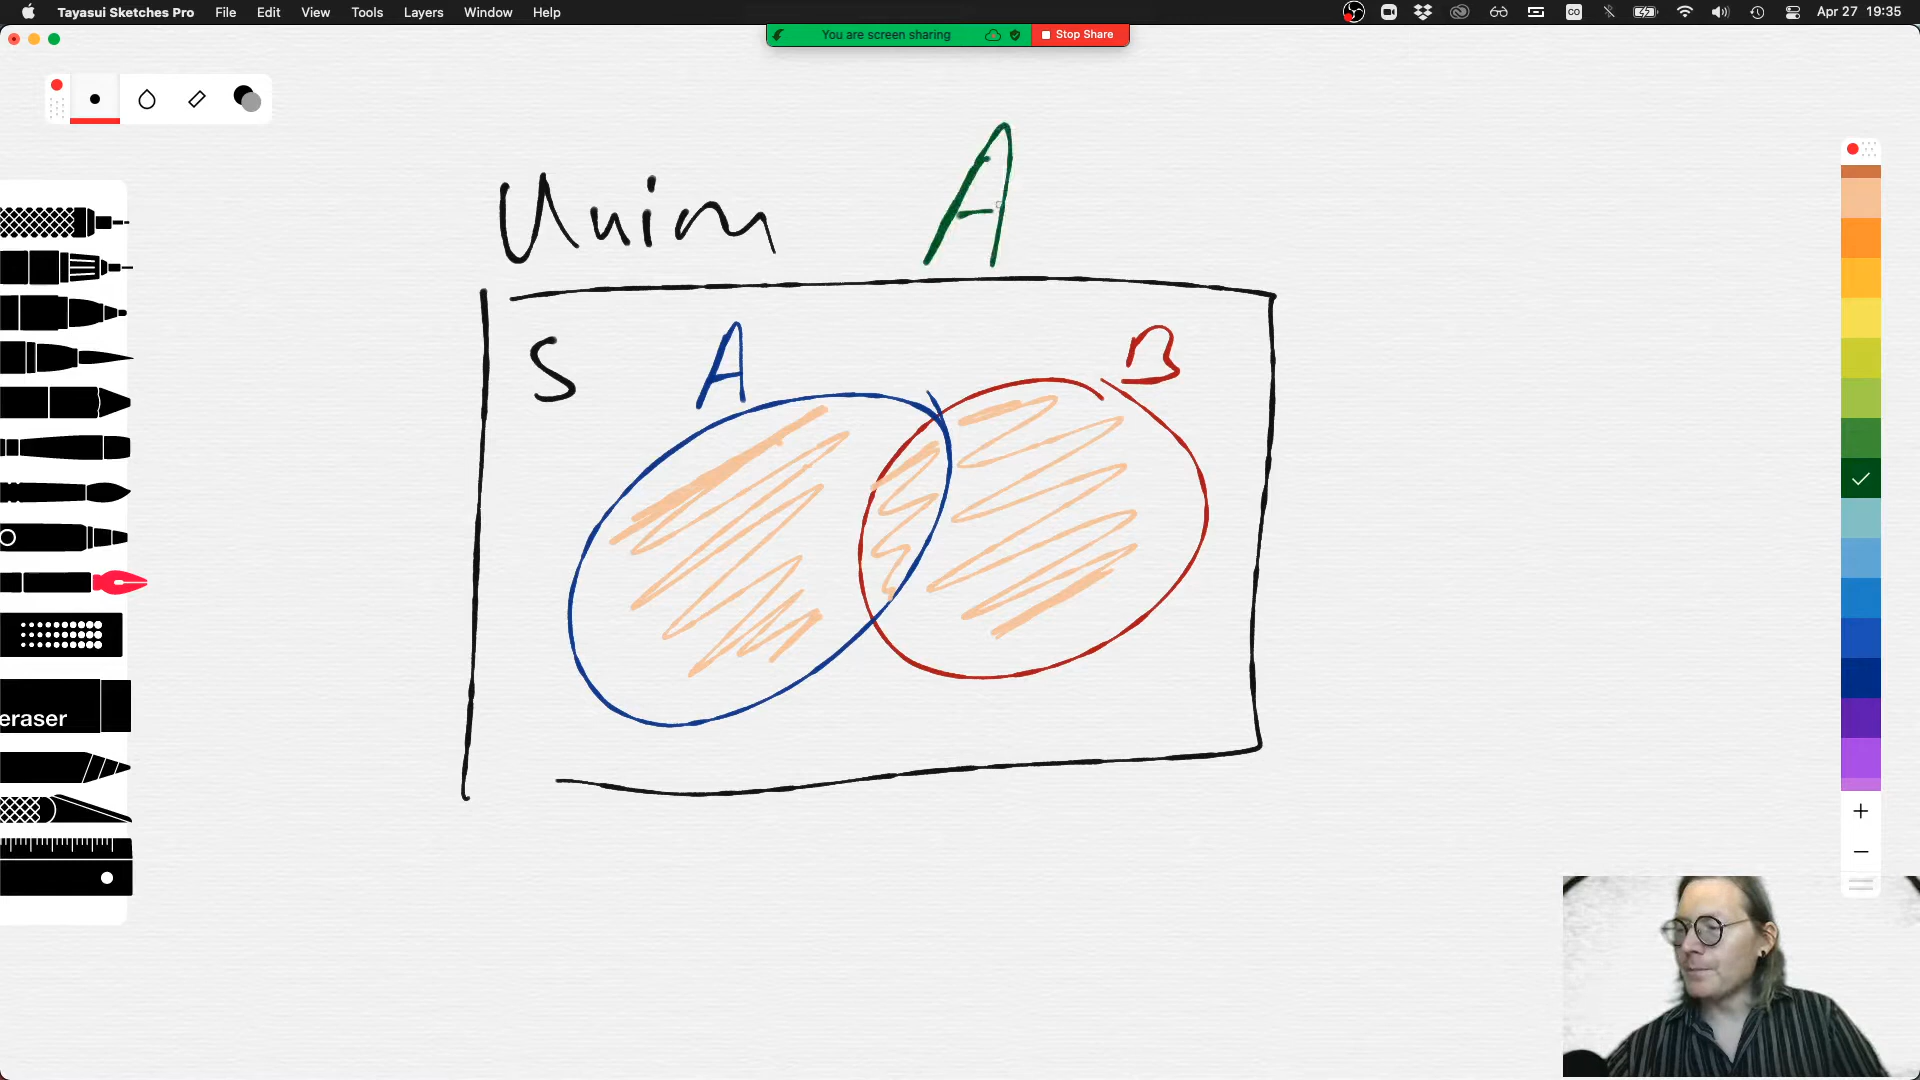 Tayasui Sketches Pro File Edit View Tools Layers Window Help Apr 27 19:35
You are screen sharing Stop Share
Union A
S A B
eraser